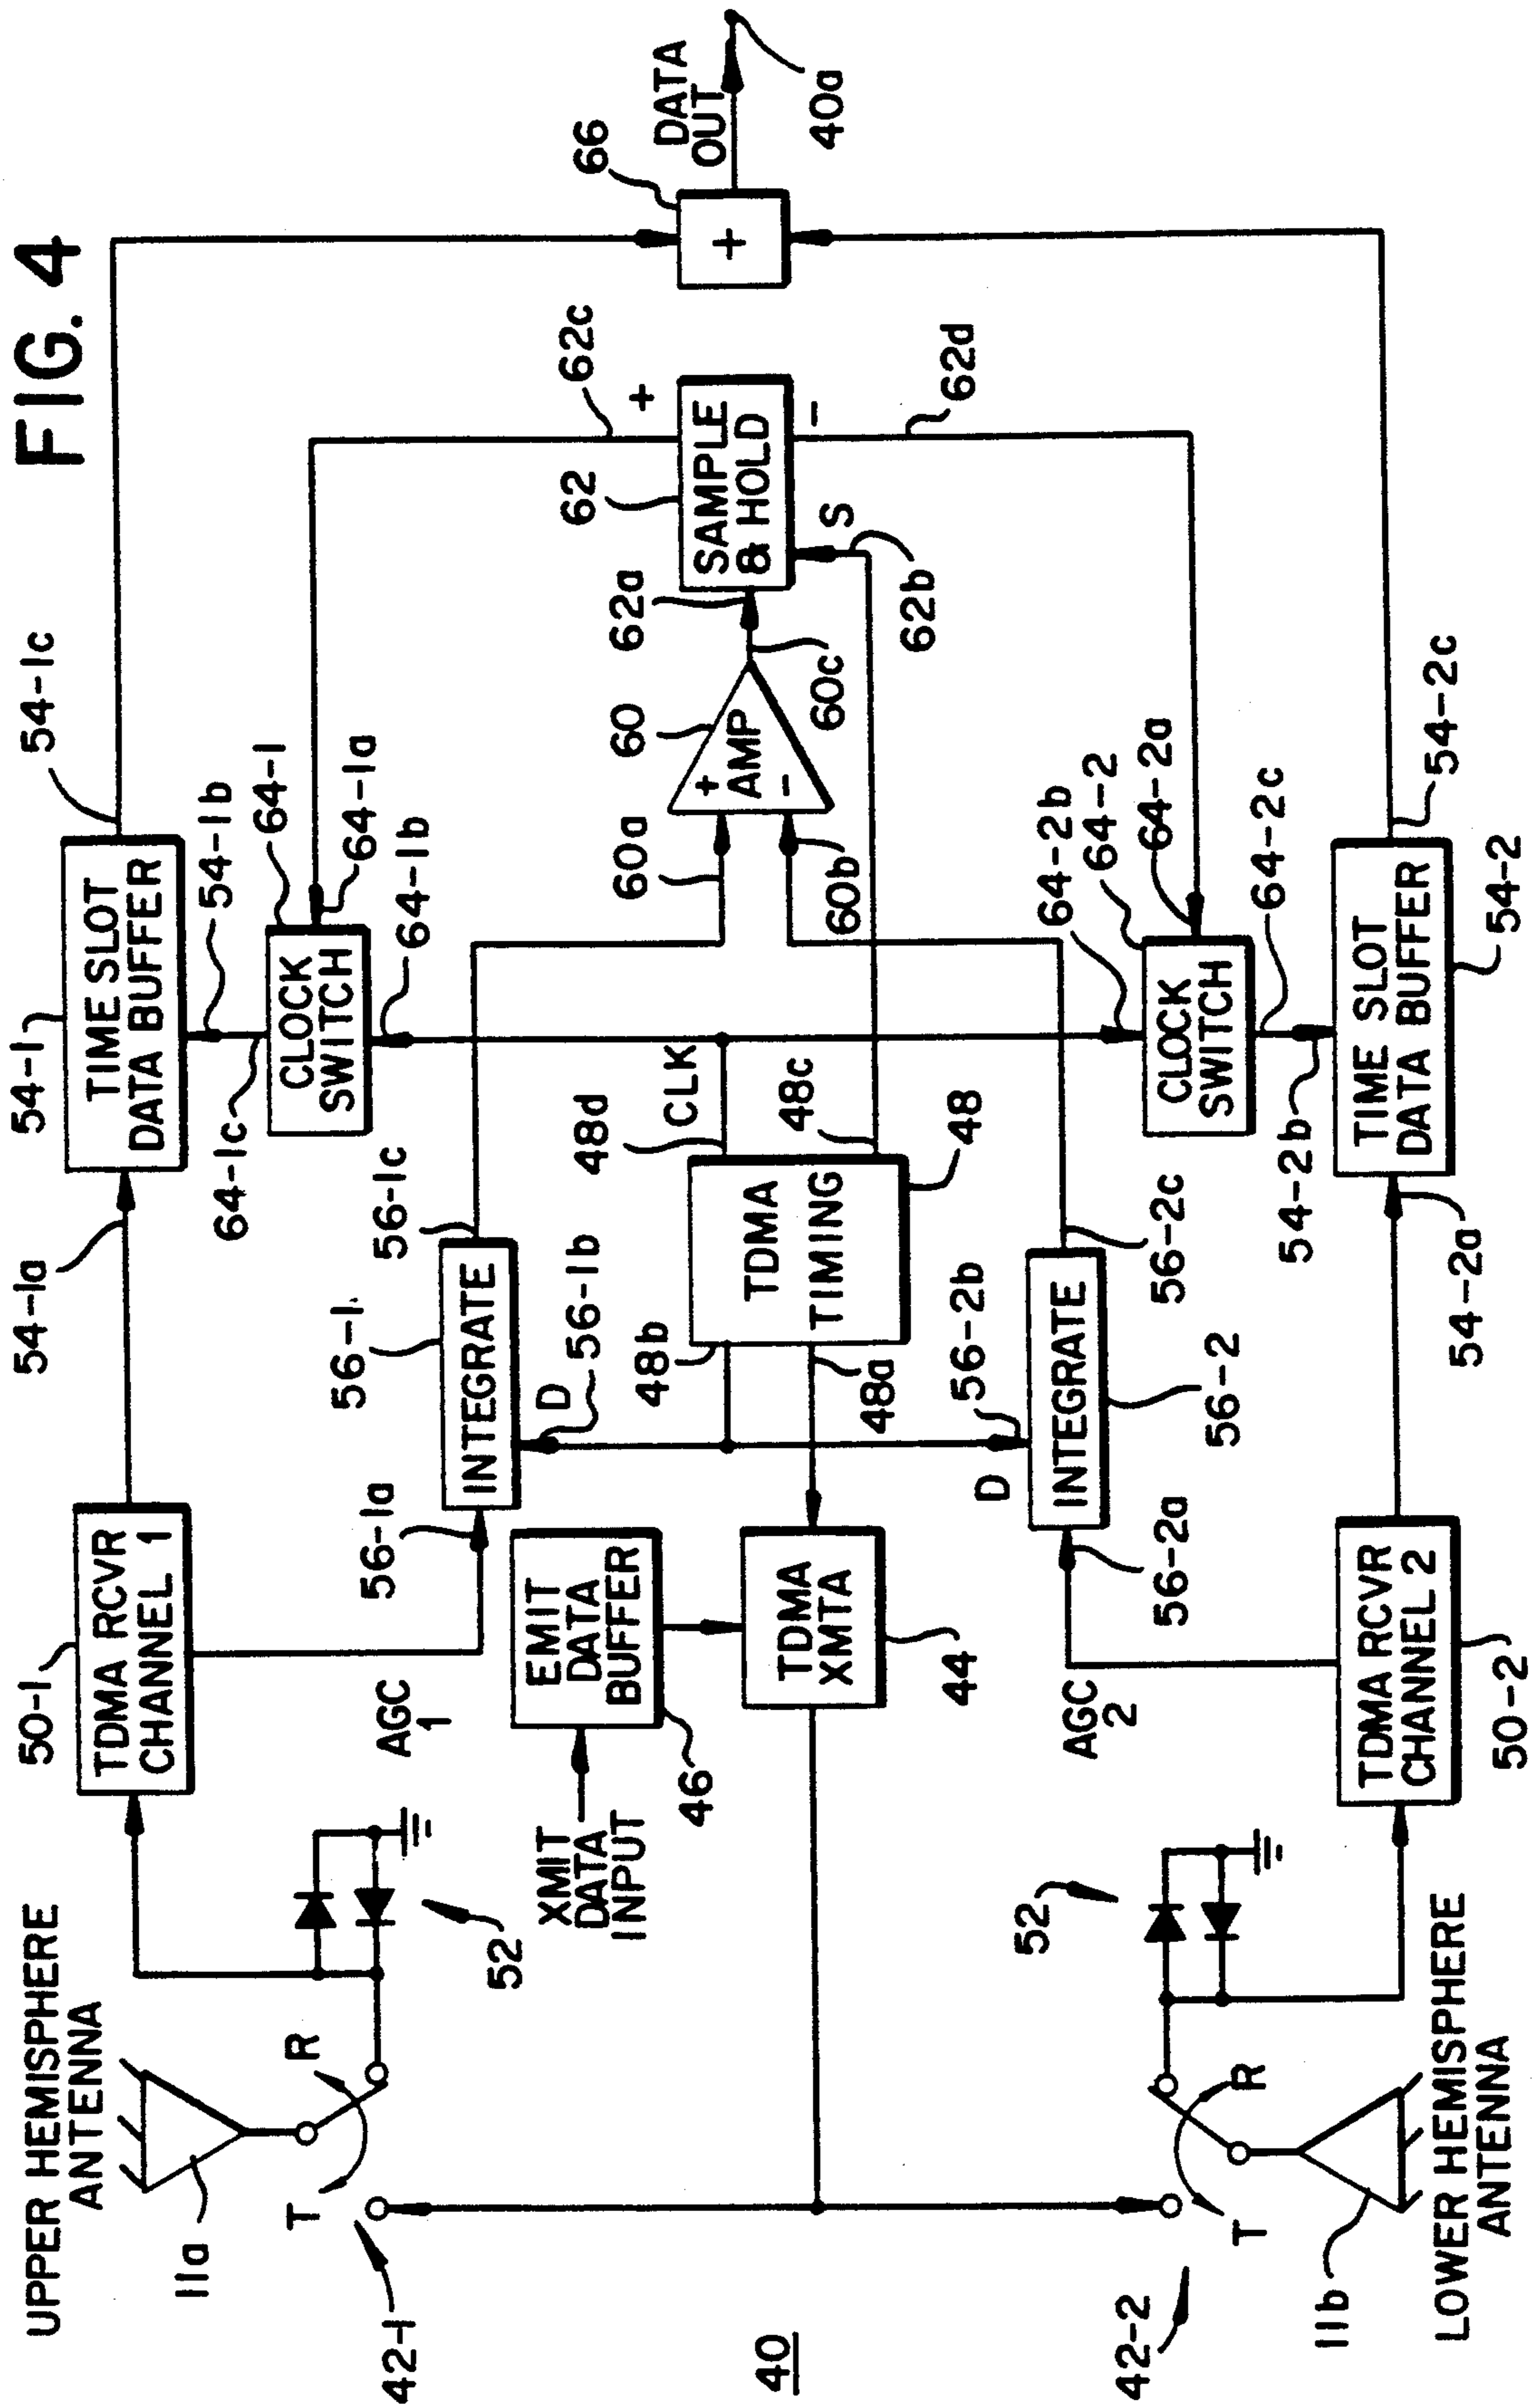 FIG. 4
UPPER HEMISPHERE
ANTENNA
11a
T
R
42-1
52
50-1
TDMA RCVR
CHANNEL 1
AGC
1
54-1a
54-1
TIME SLOT
DATA BUFFER
54-1b
54-1c
64-1c
CLOCK
SWITCH
64-1
64-1a
64-1b
56-1a
56-1
INTEGRATE
56-1c
D
56-1b
XMIT
DATA
INPUT
EMIT
DATA
BUFFER
46
TDMA
XMTA
44
48b
48a
TDMA
TIMING
48
48d
CLK
48c
60a
60
+
AMP
-
60b
60c
62a
62
SAMPLE
& HOLD
S
62b
62c
+
-
62d
66
+
DATA
OUT
40a
40
AGC
2
56-2a
D
56-2b
INTEGRATE
56-2
56-2c
64-2b
64-2
64-2a
CLOCK
SWITCH
64-2c
54-2b
54-2a
TIME SLOT
DATA BUFFER
54-2
54-2c
52
TDMA RCVR
CHANNEL 2
50-2
R
T
42-2
11b
LOWER HEMISPHERE
ANTENNA